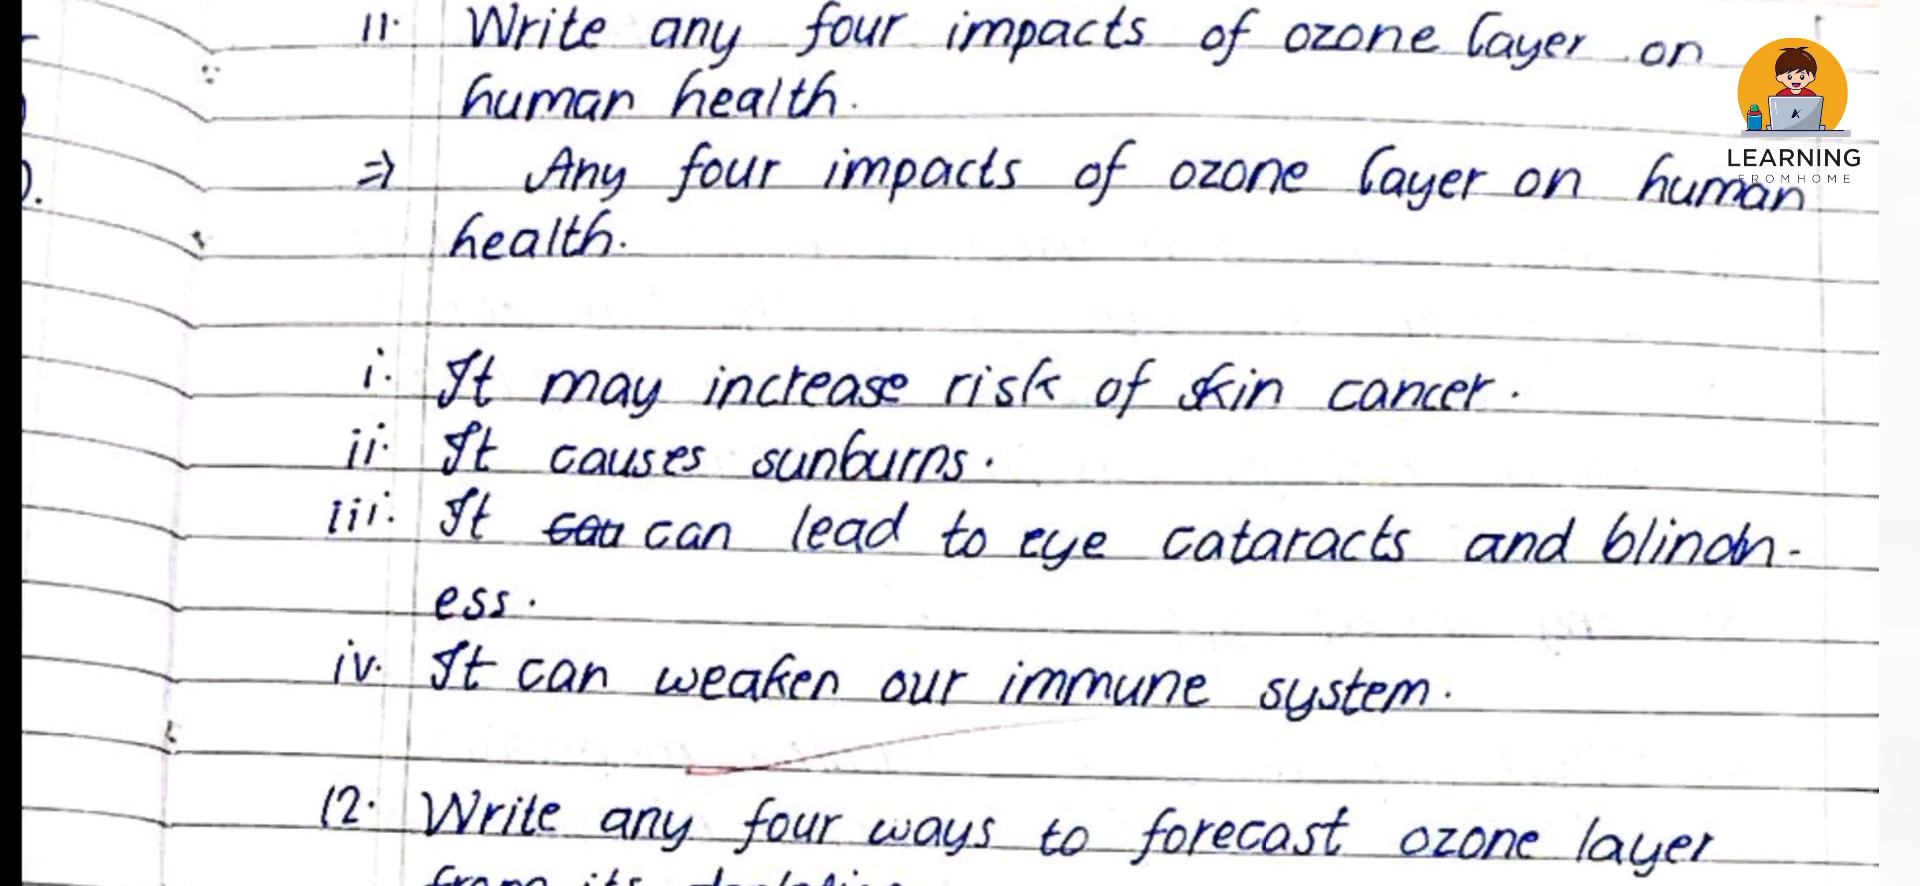 11. Write any four impacts of ozone layer on
human health.
⇒ Any four impacts of ozone layer on human
health.
i. It may increase risk of skin cancer.
ii. It causes sunburns.
iii. It can lead to eye cataracts and blindn-
ess.
iv. It can weaken our immune system.
12. Write any four ways to forecast ozone layer
from its
LEARNING
FROMHOME